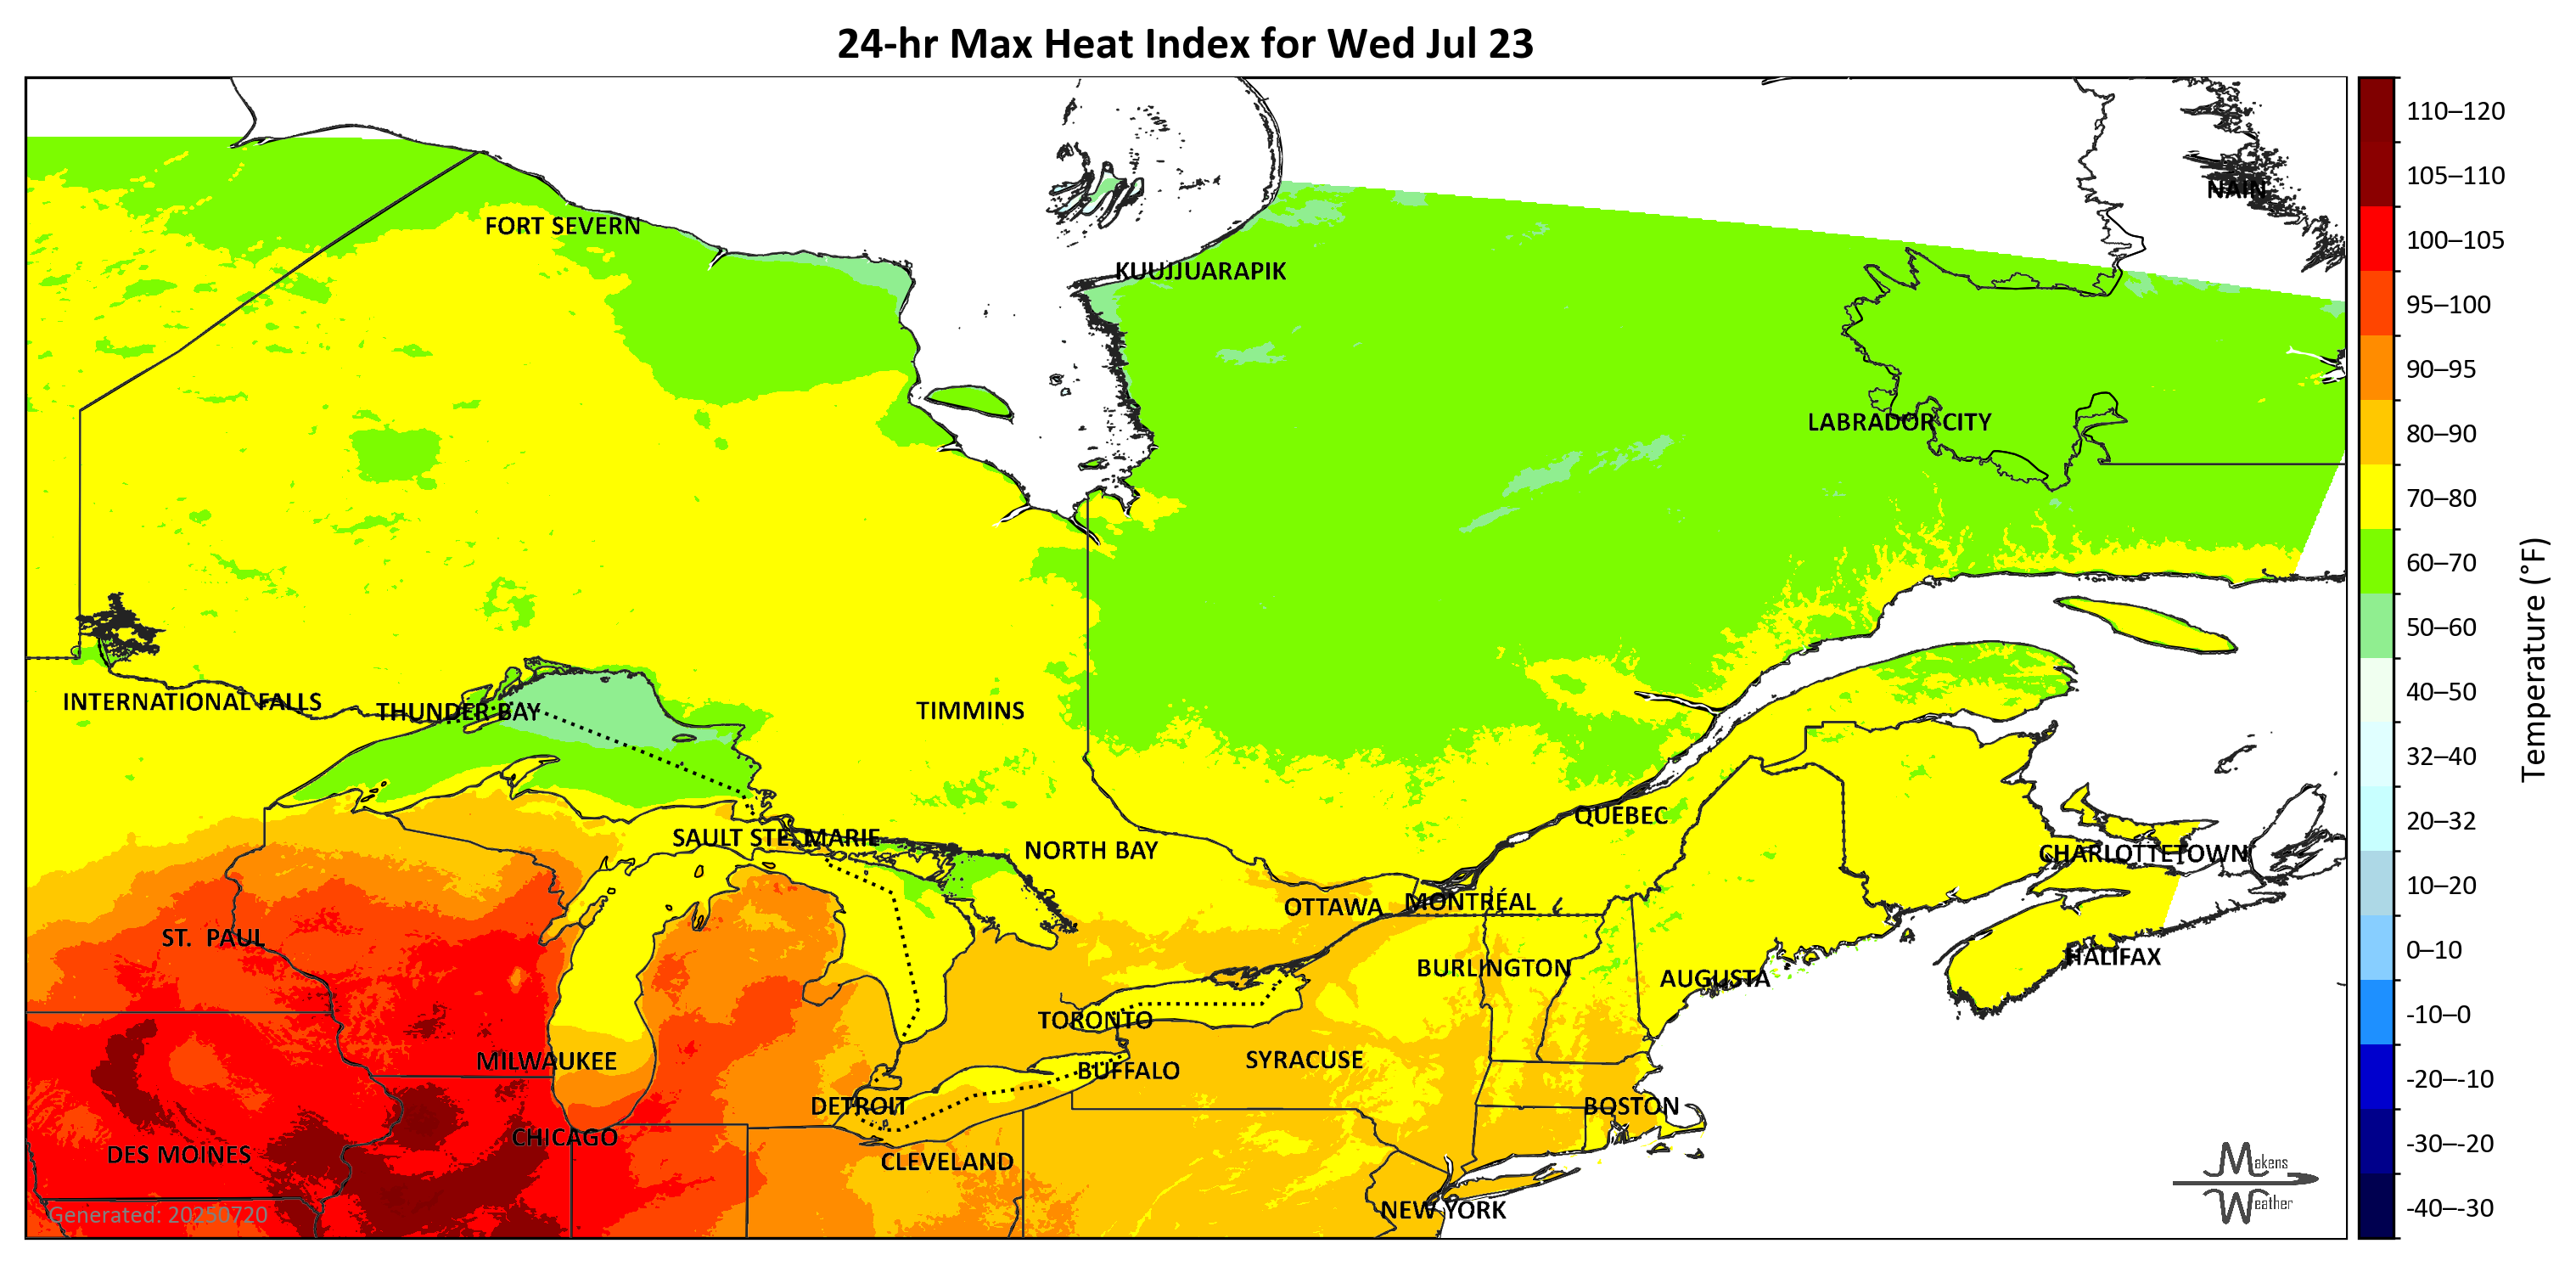 24-hr Max Heat Index for Wed Jul 23
NAIN
FORT SEVERN
KUUJJUARAPIK
LABRADOR CITY
INTERNATIONAL FALLS
THUNDER BAY
TIMMINS
QUEBEC
SAULT STE. MARIE
NORTH BAY
CHARLOTTETOWN
OTTAWA
MONTRÉAL
ST. PAUL
HALIFAX
BURLINGTON
AUGUSTA
TORONTO
MILWAUKEE
BUFFALO
SYRACUSE
DETROIT
BOSTON
CHICAGO
DES MOINES
CLEVELAND
NEW YORK
Generated: 20250720
Makens
Weather
110–120
105–110
100–105
95–100
90–95
80–90
70–80
60–70
50–60
40–50
32–40
20–32
10–20
0–10
-10–0
-20–-10
-30–-20
-40–-30
Temperature (°F)